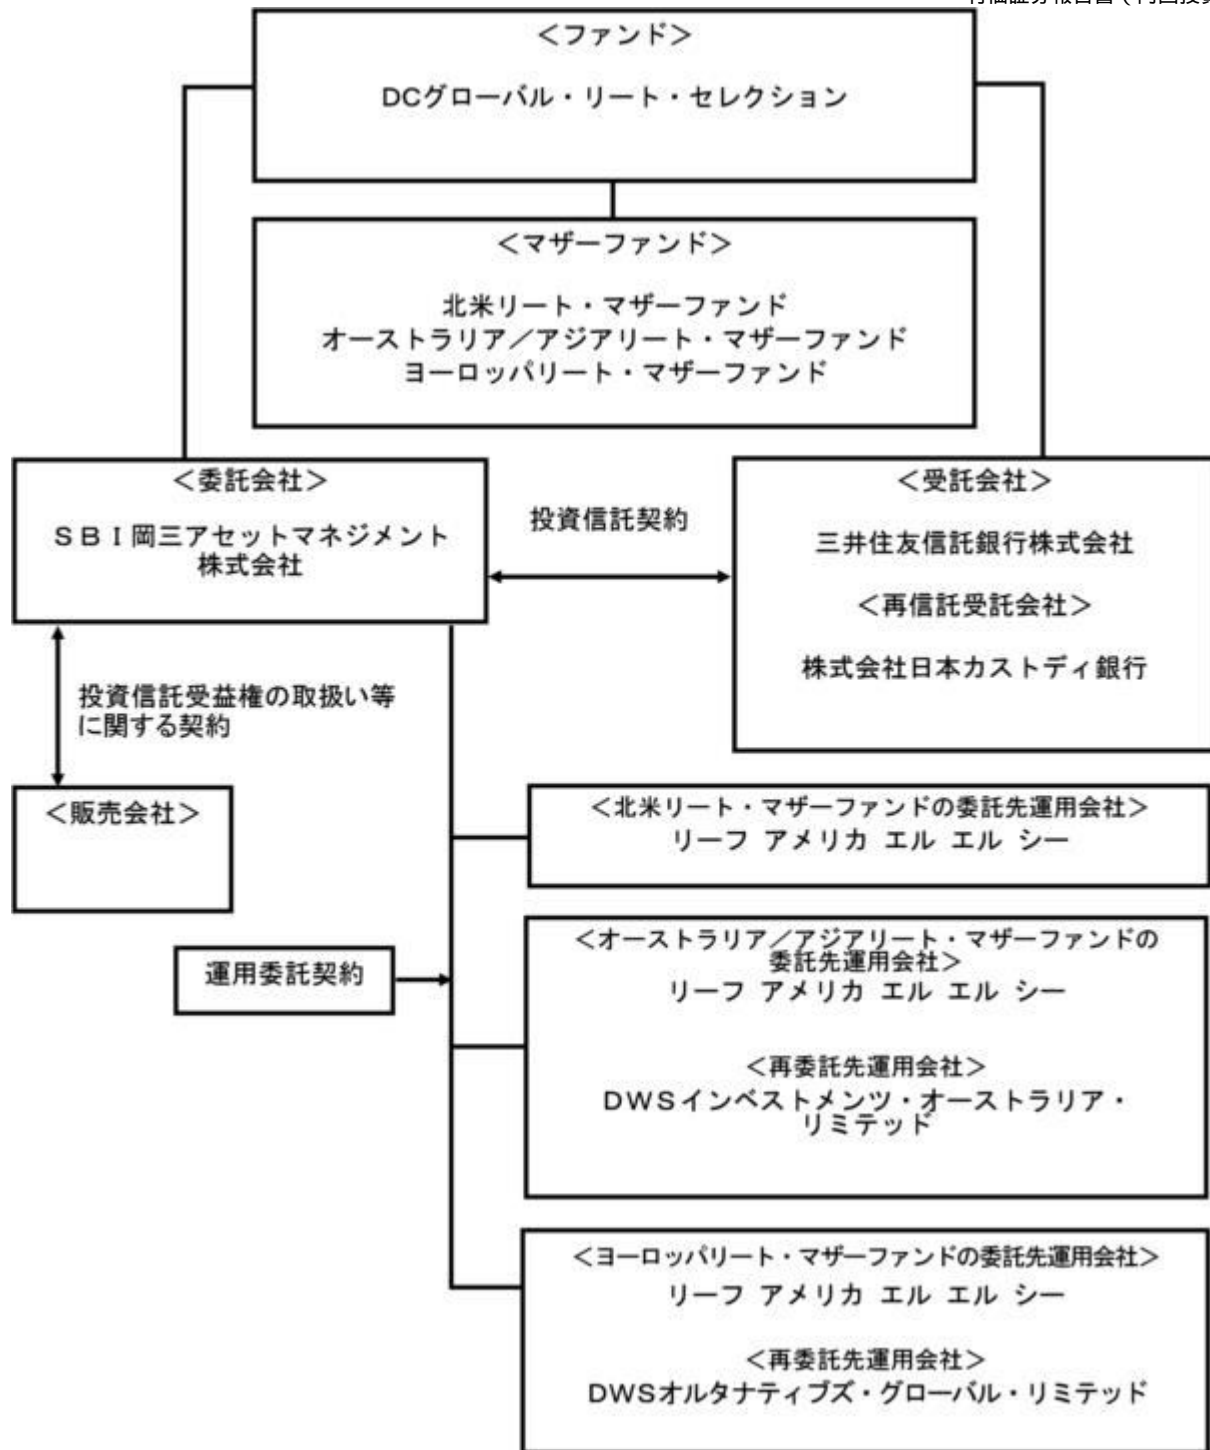 ＜ファンド＞
DCグローバル・リート・セレクション
＜マザーファンド＞
北米リート・マザーファンド
オーストラリア／アジアリート・マザーファンド
ヨーロッパリート・マザーファンド
＜委託会社＞
ＳＢＩ岡三アセットマネジメント
株式会社
投資信託契約
＜受託会社＞
三井住友信託銀行株式会社
＜再信託受託会社＞
株式会社日本カストディ銀行
投資信託受益権の取扱い等
に関する契約
＜販売会社＞
＜北米リート・マザーファンドの委託先運用会社＞
リーフ アメリカ エル エル シー
運用委託契約
＜オーストラリア／アジアリート・マザーファンドの
委託先運用会社＞
リーフ アメリカ エル エル シー
＜再委託先運用会社＞
ＤＷＳインベストメンツ・オーストラリア・
リミテッド
＜ヨーロッパリート・マザーファンドの委託先運用会社＞
リーフ アメリカ エル エル シー
＜再委託先運用会社＞
DWSオルタナティブズ・グローバル・リミテッド